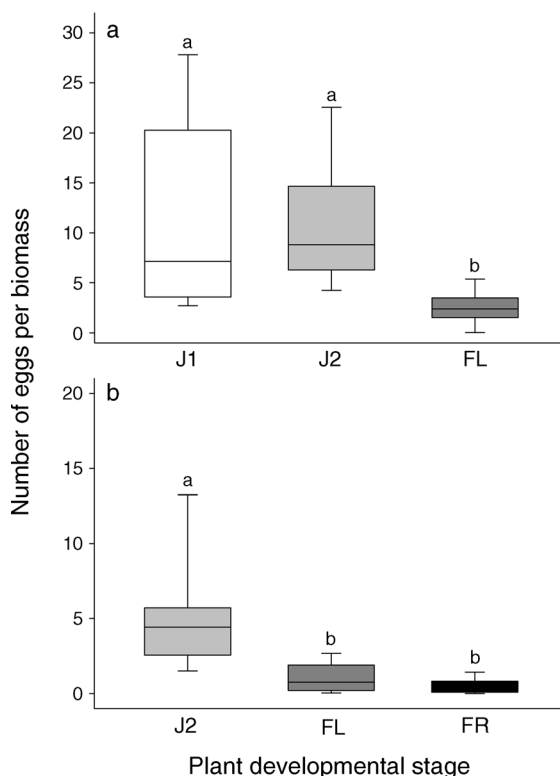 a
30
25
20
15
10
5
0
a
a
b
J1 J2 FL
Number of eggs per biomass
b
20
15
10
5
0
a
b
b
J2 FL FR
Plant developmental stage